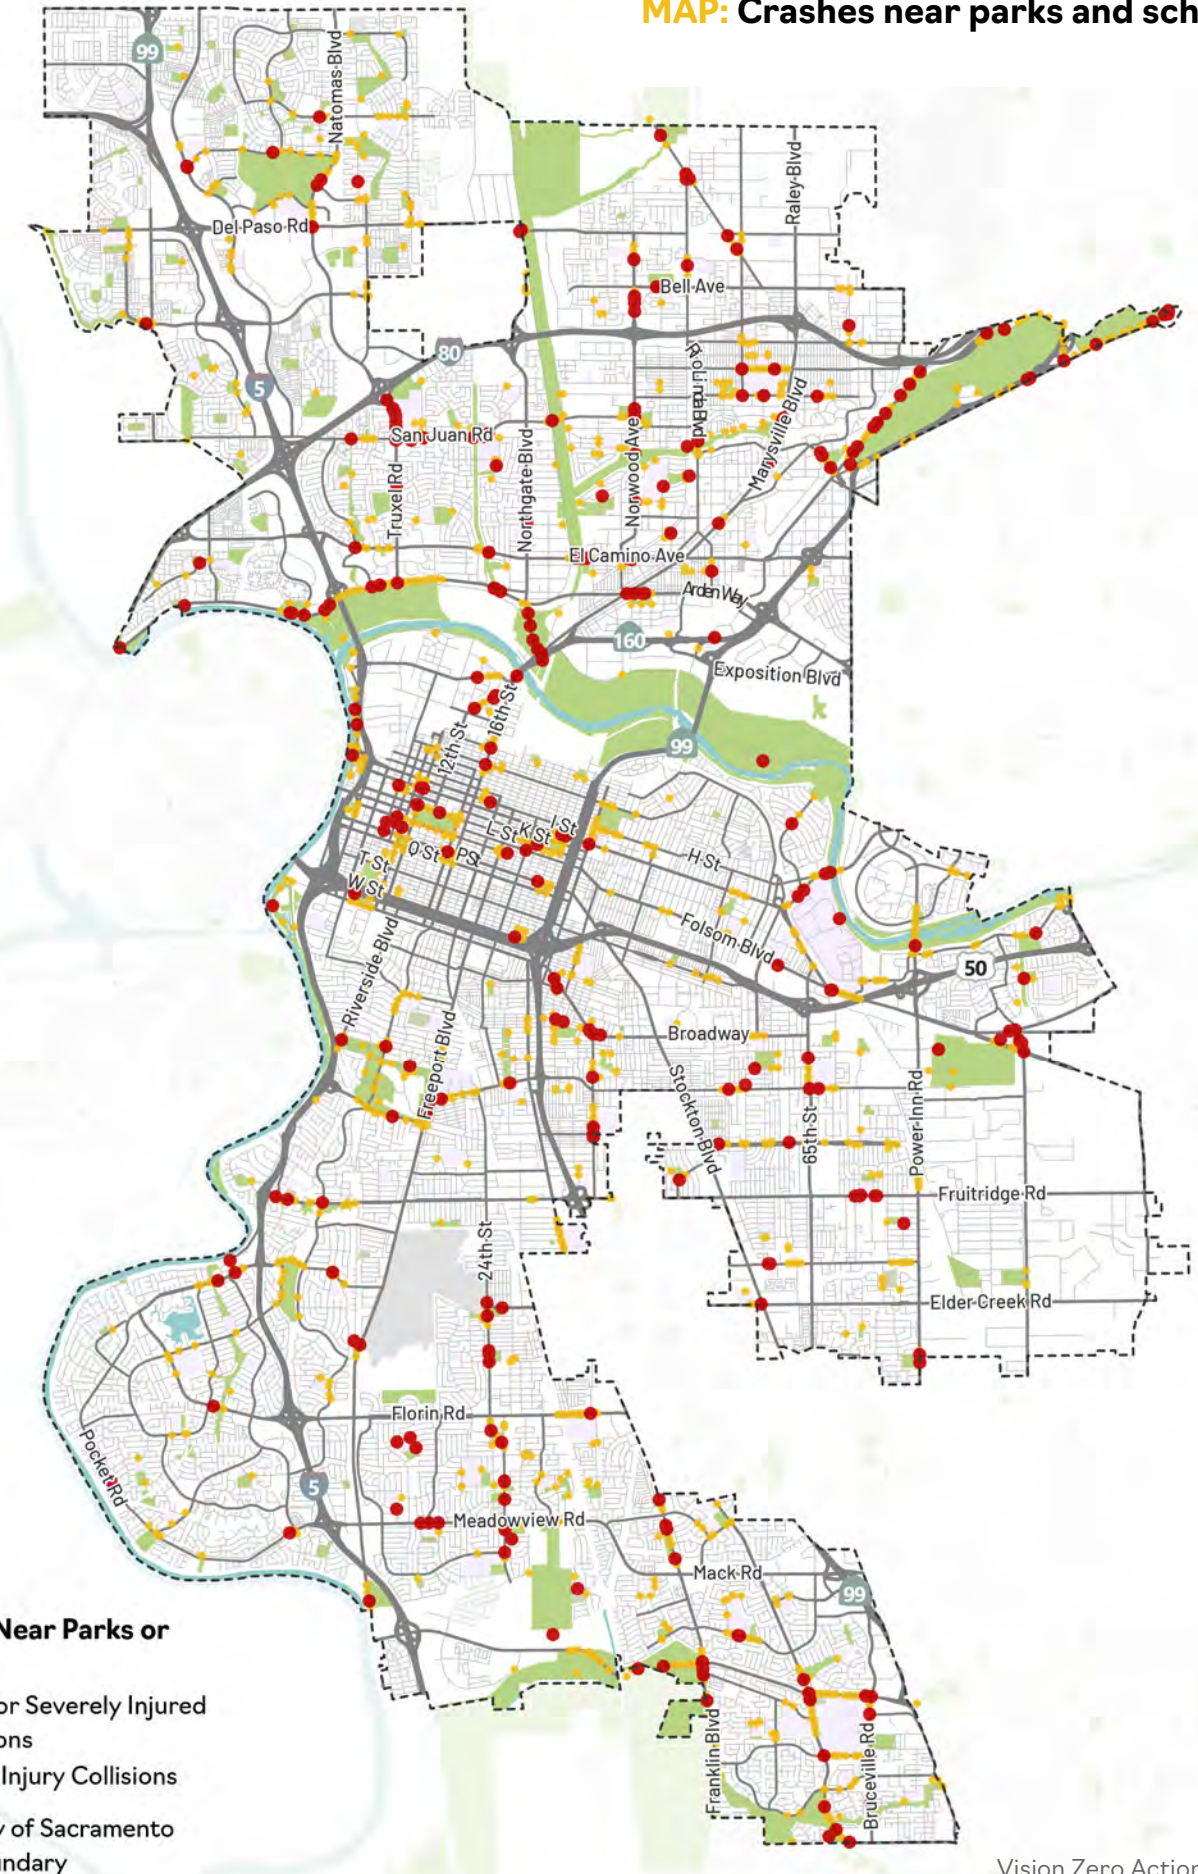 MAP: Crashes near parks and sch
99
Natomas Blvd
Raley Blvd
Del Paso Rd
Bell Ave
80
5
Rio Linda Blvd
Marysville Blvd
San Juan Rd
Truxel Rd
Northgate Blvd
Norwood Ave
El Camino Ave
Arden Way
160
Exposition Blvd
16th St
12th St
99
I St
K St
L St
P St
Q St
T St
W St
H St
Folsom Blvd
50
Riverside Blvd
Freeport Blvd
Broadway
Stockton Blvd
65th St
Power Inn Rd
Fruitridge Rd
24th St
Elder Creek Rd
Florin Rd
Pocket Rd
5
Meadowview Rd
Mack Rd
99
Franklin Blvd
Bruceville Rd
Near Parks or
or Severely Injured
ons
Injury Collisions
y of Sacramento
undary
Vision Zero Action